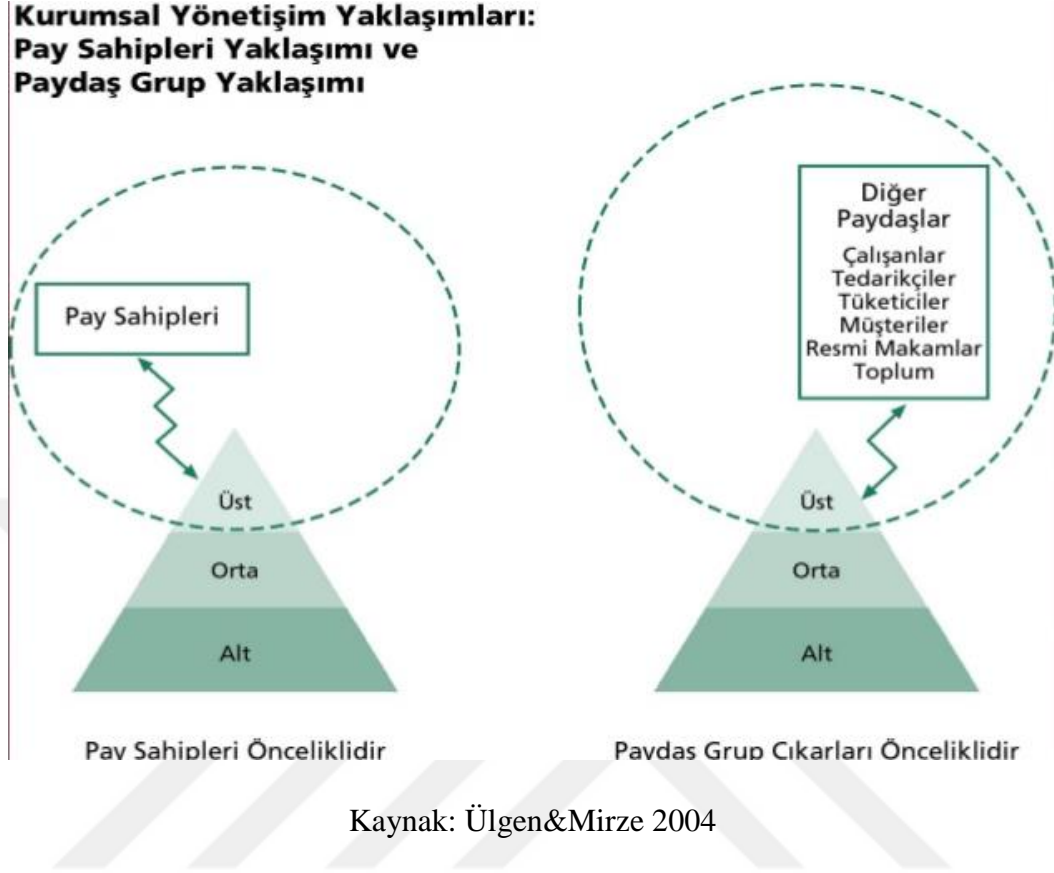 Kurumsal Yönetişim Yaklaşımları:
Pay Sahipleri Yaklaşımı ve
Paydaş Grup Yaklaşımı
Pay Sahipleri
Üst
Orta
Alt
Pay Sahipleri Önceliklidir
Diğer
Paydaşlar
Çalışanlar
Tedarikçiler
Tüketiciler
Müşteriler
Resmi Makamlar
Toplum
Üst
Orta
Alt
Paydaş Grup Çıkarları Önceliklidir
Kaynak: Ülgen&Mirze 2004